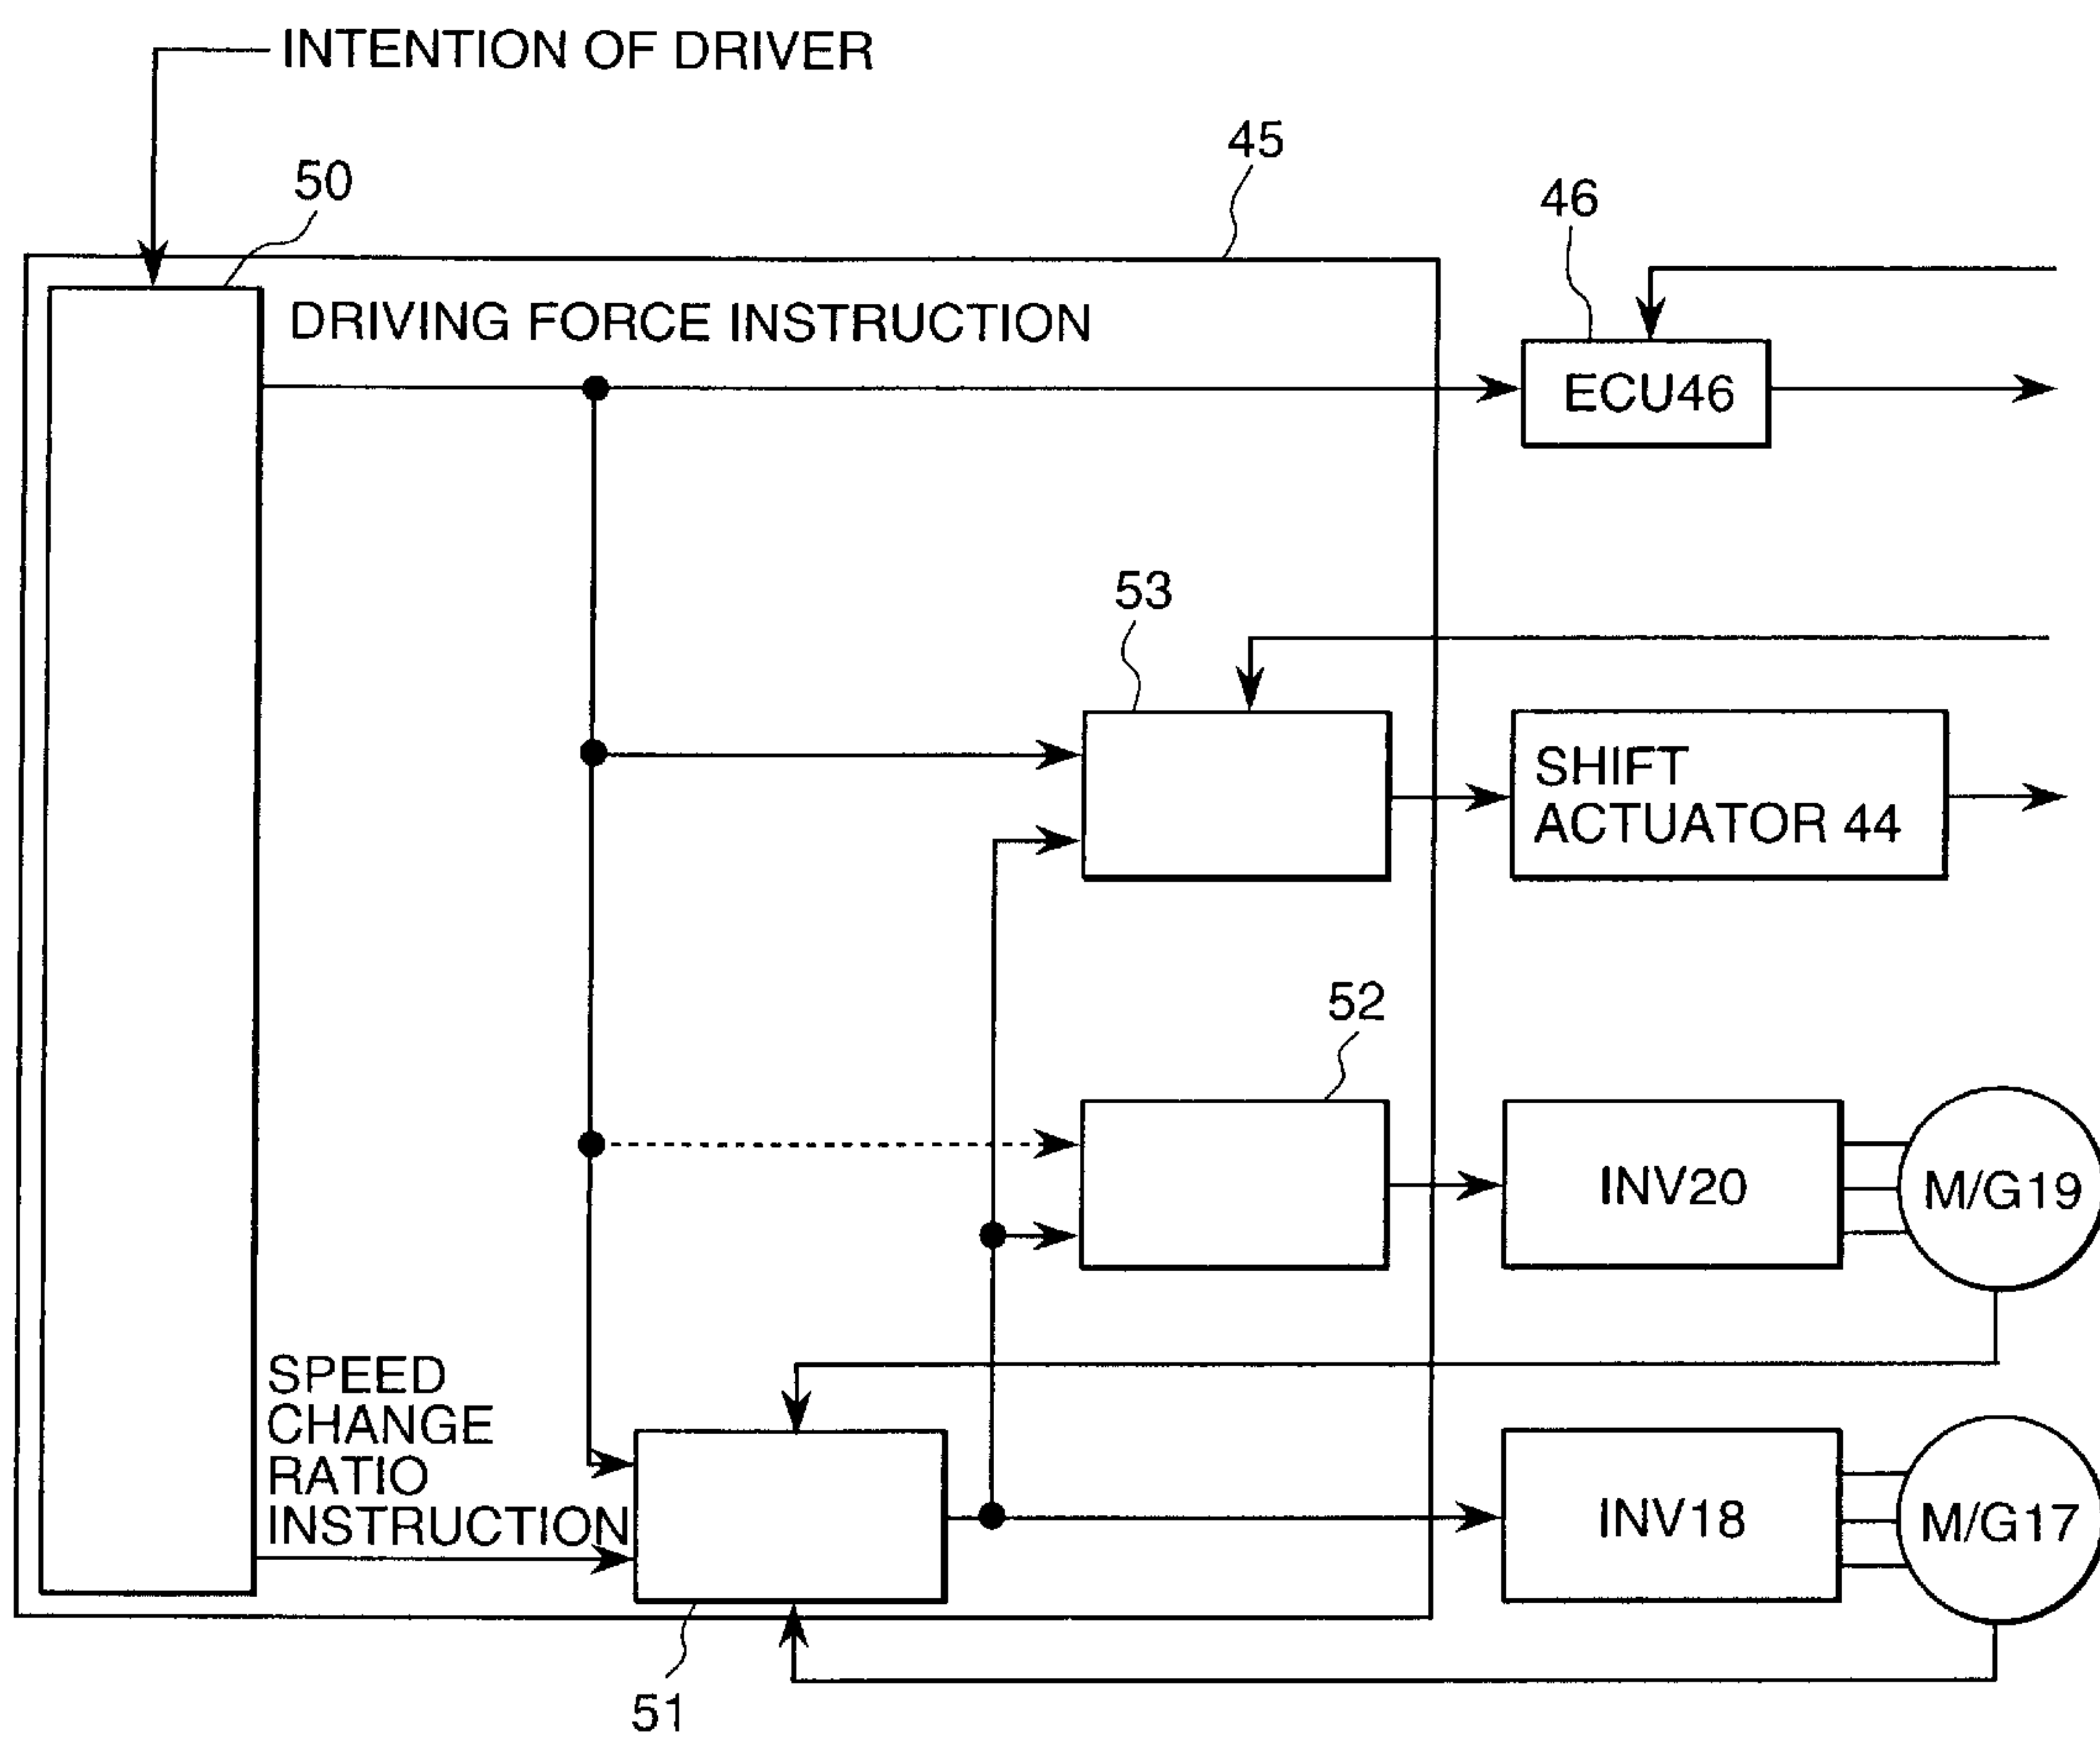 INTENTION OF DRIVER
45
50
46
DRIVING FORCE INSTRUCTION
ECU46
53
SHIFT
ACTUATOR 44
52
INV20
M/G19
SPEED
CHANGE
RATIO
INSTRUCTION
INV18
M/G17
51